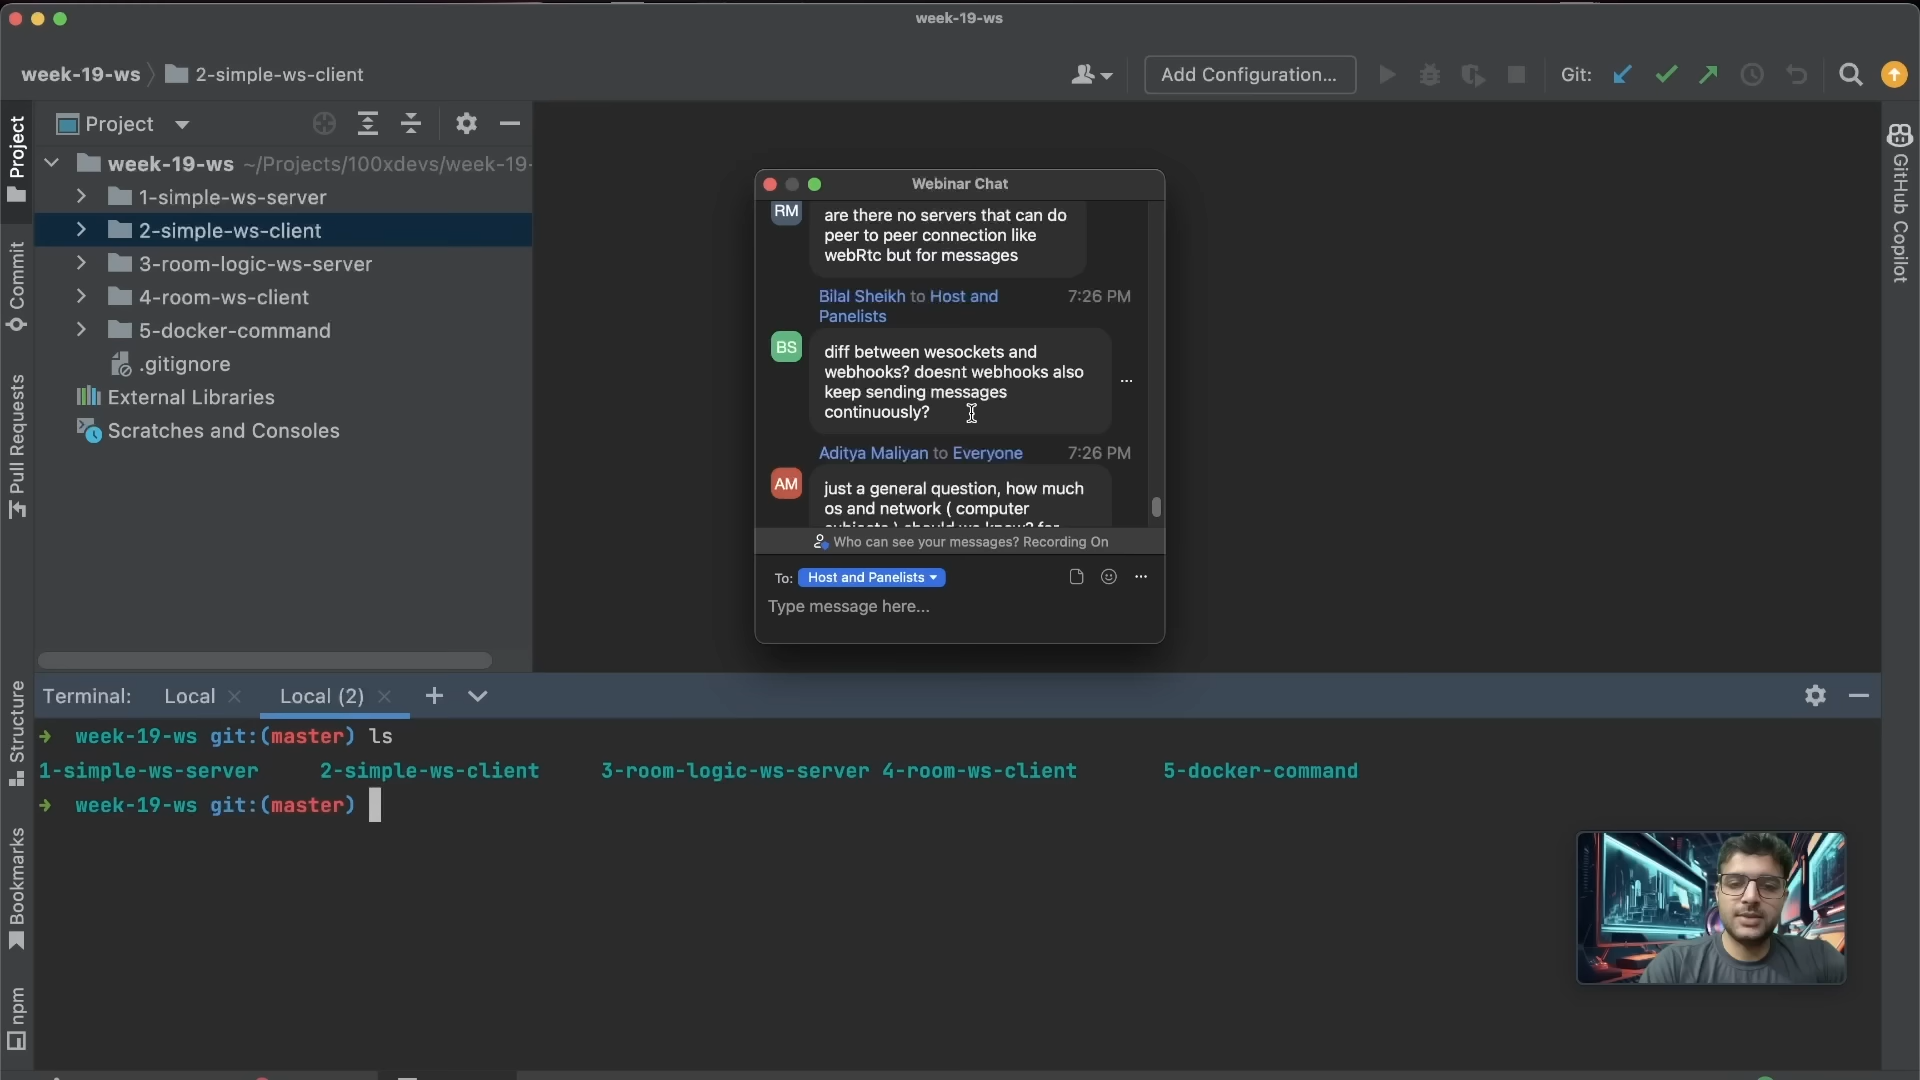 week-19-ws
week-19-ws
2-simple-ws-client
Add Configuration...
Git:
Project
Project
week-19-ws ~/Projects/100xdevs/week-19-
1-simple-ws-server
2-simple-ws-client
3-room-logic-ws-server
4-room-ws-client
5-docker-command
.gitignore
External Libraries
Scratches and Consoles
Commit
Pull Requests
Structure
Bookmarks
npm
GitHub Copilot
Webinar Chat
RM
are there no servers that can do
peer to peer connection like
webRtc but for messages
Bilal Sheikh to Host and
Panelists
7:26 PM
BS
diff between wesockets and
webhooks? doesnt webhooks also
keep sending messages
continuously?
Aditya Maliyan to Everyone
7:26 PM
AM
just a general question, how much
os and network ( computer
subjects ) should we know? for
Who can see your messages? Recording On
To: Host and Panelists
Type message here...
Terminal: Local Local (2)
→ week-19-ws git:(master) ls
1-simple-ws-server 2-simple-ws-client 3-room-logic-ws-server 4-room-ws-client 5-docker-command
→ week-19-ws git:(master)